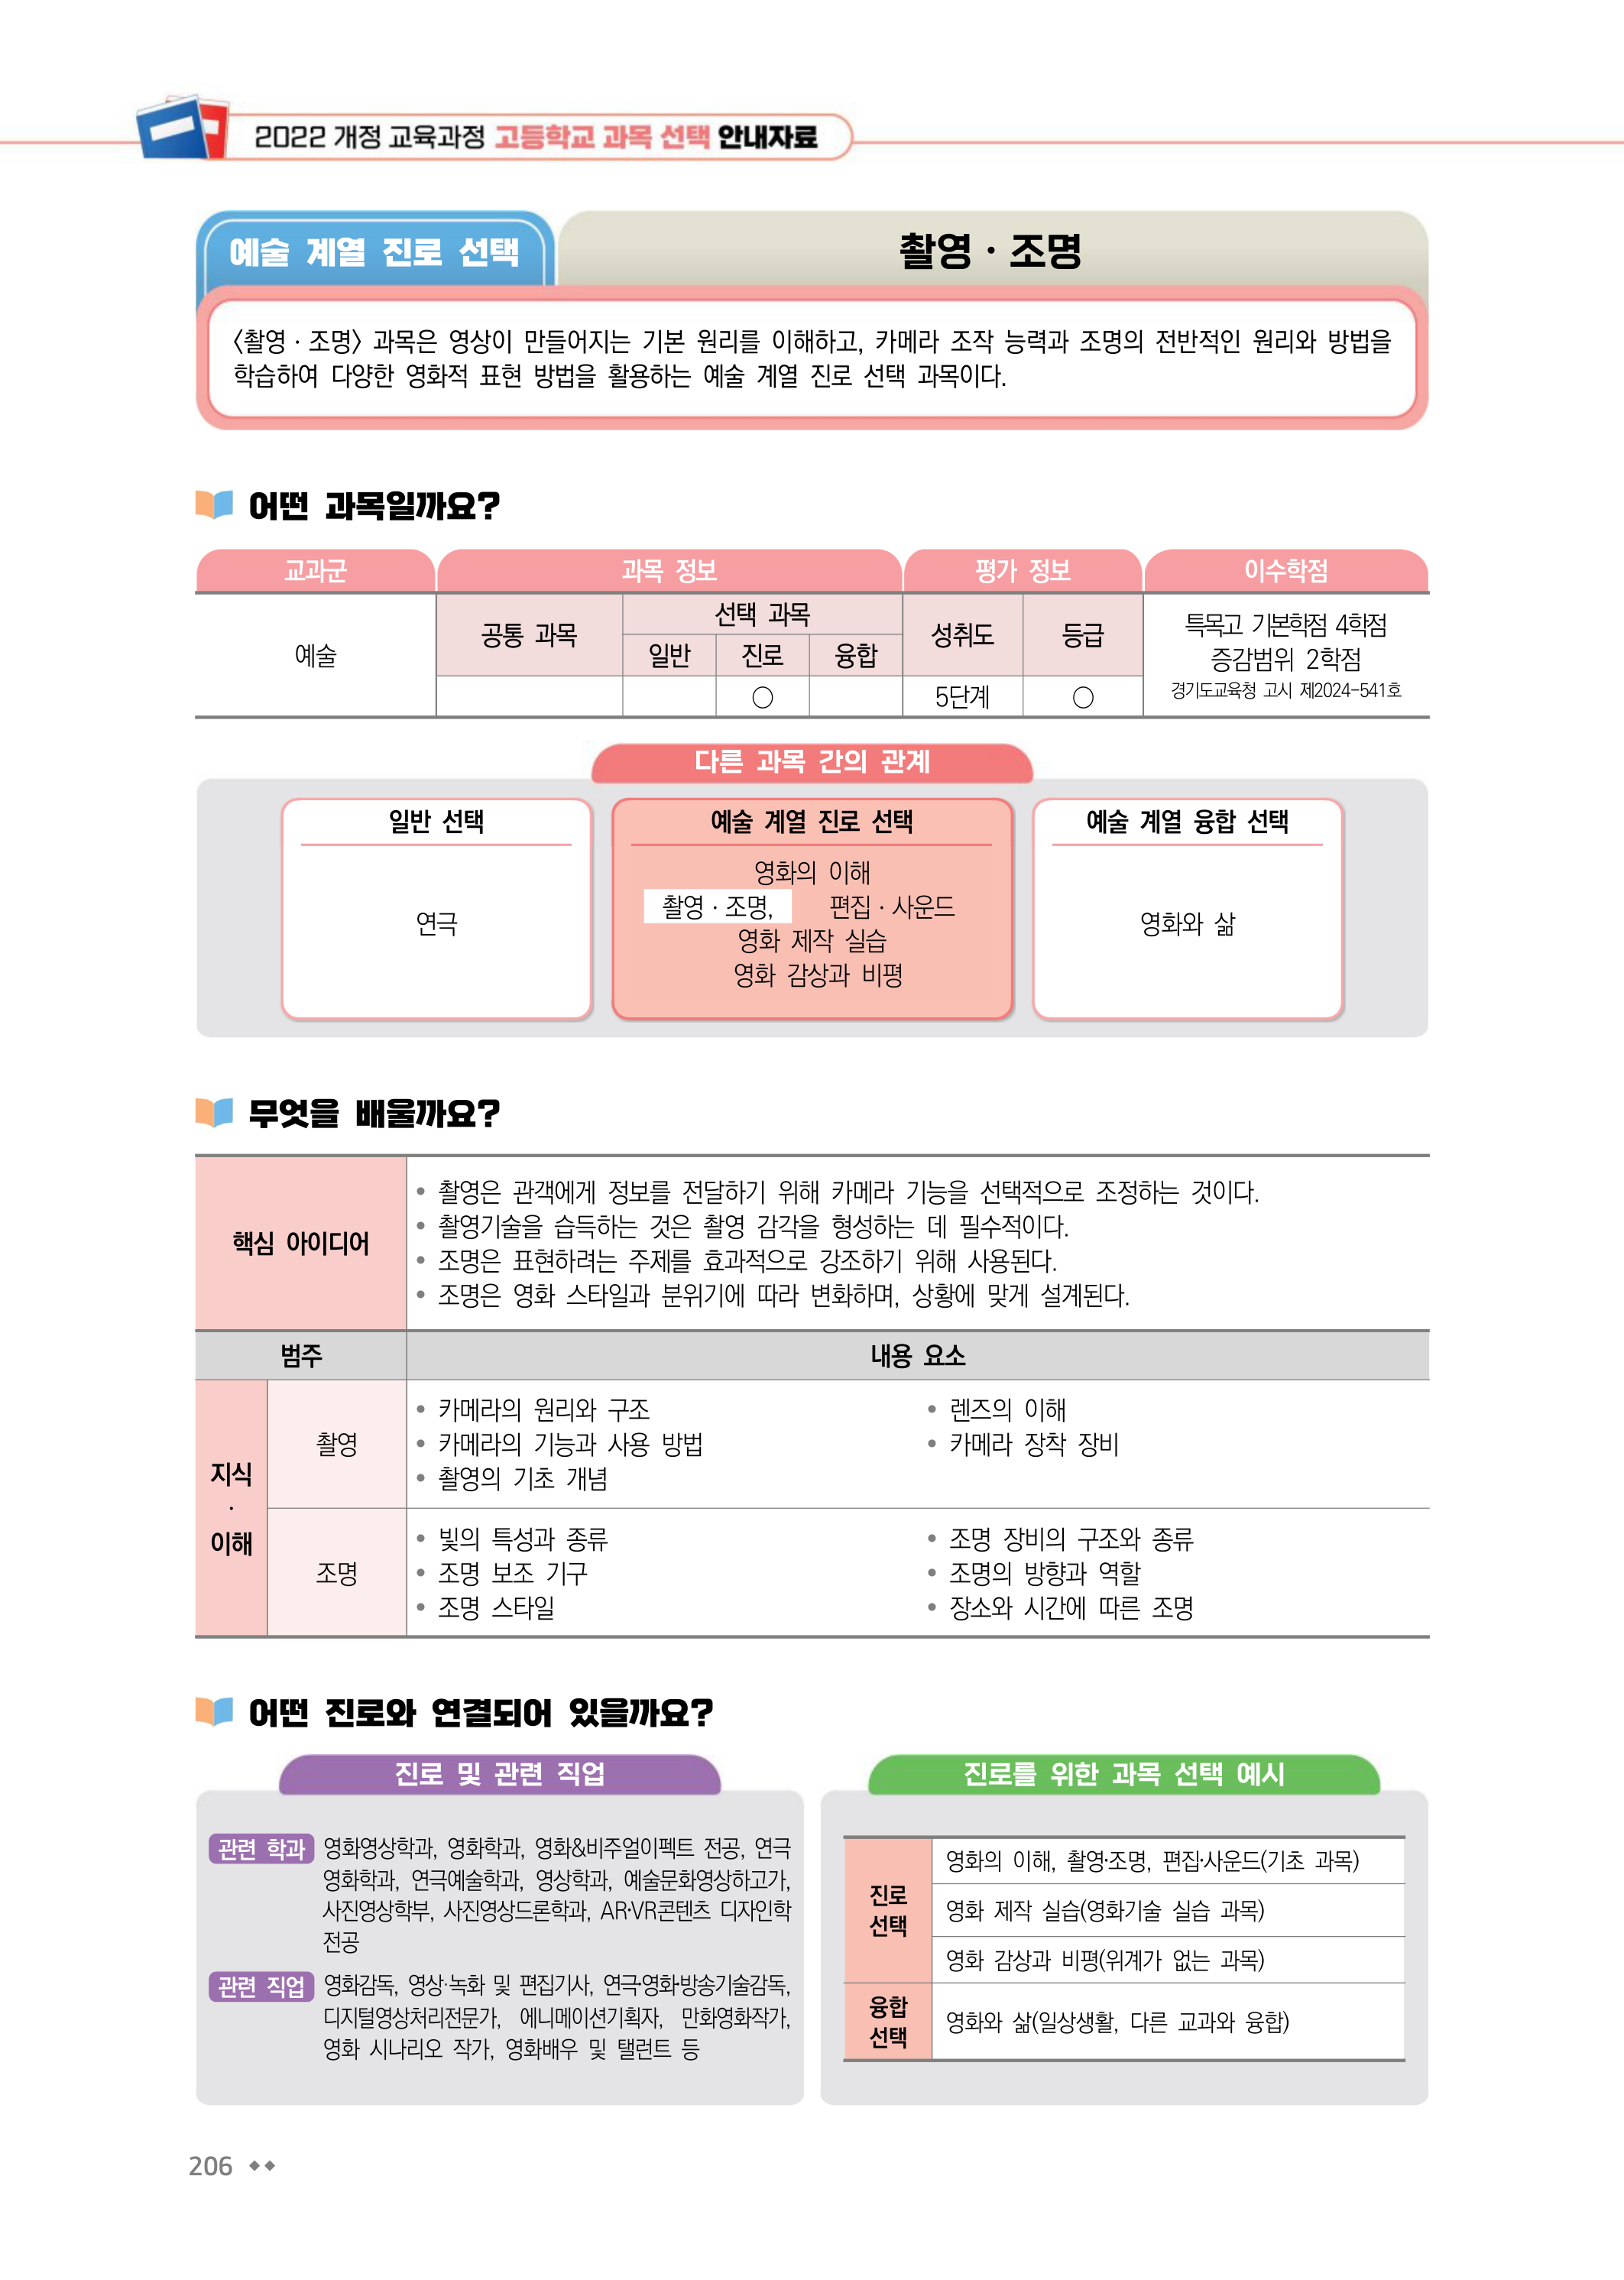 2022 개정 교육과정 고등학교 과목 선택 안내자료
예술 계열 진로 선택
촬영 · 조명
〈촬영 · 조명〉 과목은 영상이 만들어지는 기본 원리를 이해하고, 카메라 조작 능력과 조명의 전반적인 원리와 방법을
학습하여 다양한 영화적 표현 방법을 활용하는 예술 계열 진로 선택 과목이다.
어떤 과목일까요?
교과군 과목 정보 평가 정보 이수학점
예술
공통 과목
선택 과목
일반 진로 융합
성취도 등급
○
5단계 ○
특목고 기본학점 4학점
증감범위 2학점
경기도교육청 고시 제2024-541호
다른 과목 간의 관계
일반 선택
연극
예술 계열 진로 선택
영화의 이해
촬영 · 조명, 편집 · 사운드
영화 제작 실습
영화 감상과 비평
예술 계열 융합 선택
영화와 삶
무엇을 배울까요?
핵심 아이디어
• 촬영은 관객에게 정보를 전달하기 위해 카메라 기능을 선택적으로 조정하는 것이다.
• 촬영기술을 습득하는 것은 촬영 감각을 형성하는 데 필수적이다.
• 조명은 표현하려는 주제를 효과적으로 강조하기 위해 사용된다.
• 조명은 영화 스타일과 분위기에 따라 변화하며, 상황에 맞게 설계된다.
범주 내용 요소
지식
·
이해
촬영
• 카메라의 원리와 구조
• 카메라의 기능과 사용 방법
• 촬영의 기초 개념
• 렌즈의 이해
• 카메라 장착 장비
조명
• 빛의 특성과 종류
• 조명 보조 기구
• 조명 스타일
• 조명 장비의 구조와 종류
• 조명의 방향과 역할
• 장소와 시간에 따른 조명
어떤 진로와 연결되어 있을까요?
진로 및 관련 직업
관련 학과 영화영상학과, 영화학과, 영화&비주얼이펙트 전공, 연극
영화학과, 연극예술학과, 영상학과, 예술문화영상하고가,
사진영상학부, 사진영상드론학과, AR·VR콘텐츠 디자인학
전공
관련 직업 영화감독, 영상·녹화 및 편집기사, 연극·영화·방송기술감독,
디지털영상처리전문가, 에니메이션기획자, 만화영화작가,
영화 시나리오 작가, 영화배우 및 탤런트 등
진로를 위한 과목 선택 예시
진로
선택
영화의 이해, 촬영·조명, 편집·사운드(기초 과목)
영화 제작 실습(영화기술 실습 과목)
영화 감상과 비평(위계가 없는 과목)
융합
선택
영화와 삶(일상생활, 다른 교과와 융합)
206 ◆◆